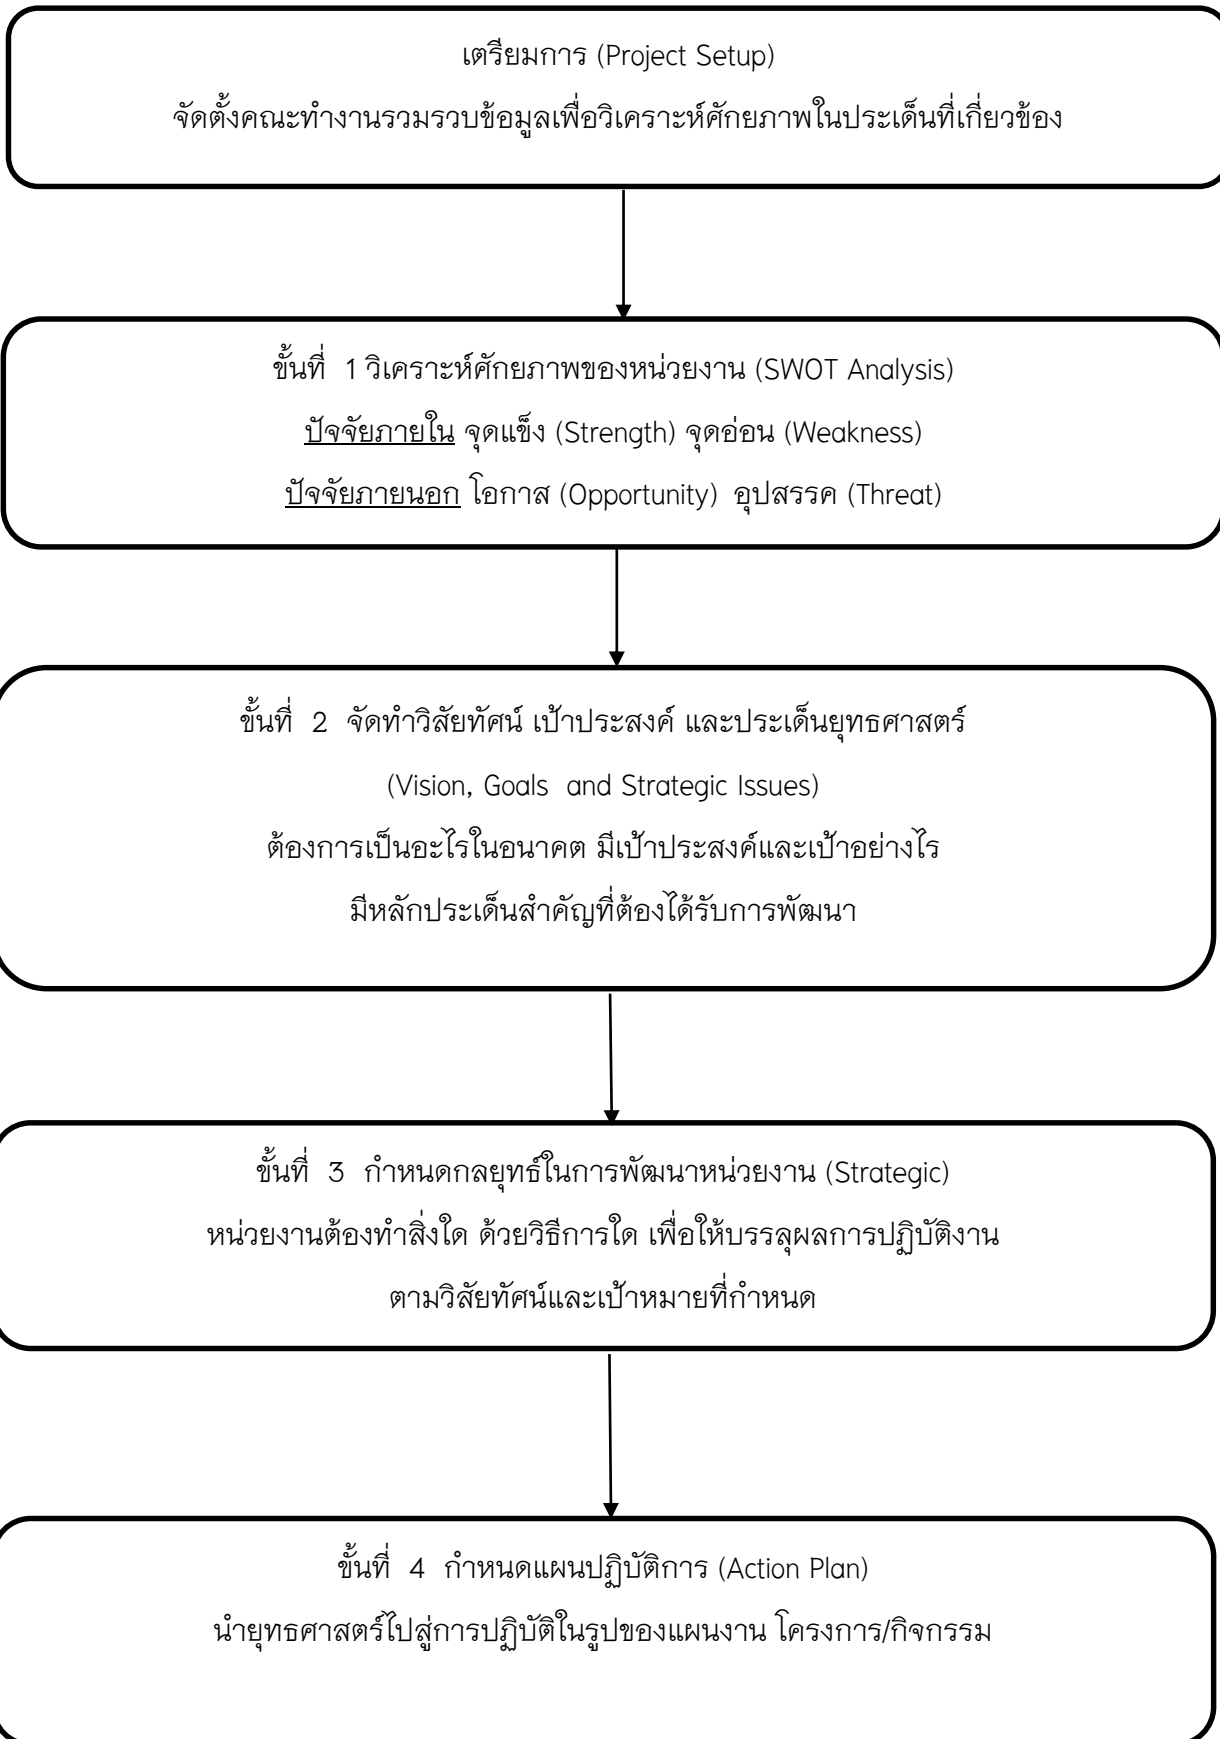 เตรียมการ (Project Setup)
จัดตั้งคณะทำงานรวมรวบข้อมูลเพื่อวิเคราะห์ศักยภาพในประเด็นที่เกี่ยวข้อง
ขั้นที่ 1 วิเคราะห์ศักยภาพของหน่วยงาน (SWOT Analysis)
ปัจจัยภายใน จุดแข็ง (Strength) จุดอ่อน (Weakness)
ปัจจัยภายนอก โอกาส (Opportunity) อุปสรรค (Threat)
ขั้นที่ 2 จัดทำวิสัยทัศน์ เป้าประสงค์ และประเด็นยุทธศาสตร์
(Vision, Goals and Strategic Issues)
ต้องการเป็นอะไรในอนาคต มีเป้าประสงค์และเป้าอย่างไร
มีหลักประเด็นสำคัญที่ต้องได้รับการพัฒนา
ขั้นที่ 3 กำหนดกลยุทธ์ในการพัฒนาหน่วยงาน (Strategic)
หน่วยงานต้องทำสิ่งใด ด้วยวิธีการใด เพื่อให้บรรลุผลการปฏิบัติงาน
ตามวิสัยทัศน์และเป้าหมายที่กำหนด
ขั้นที่ 4 กำหนดแผนปฏิบัติการ (Action Plan)
นำยุทธศาสตร์ไปสู่การปฏิบัติในรูปของแผนงาน โครงการ/กิจกรรม